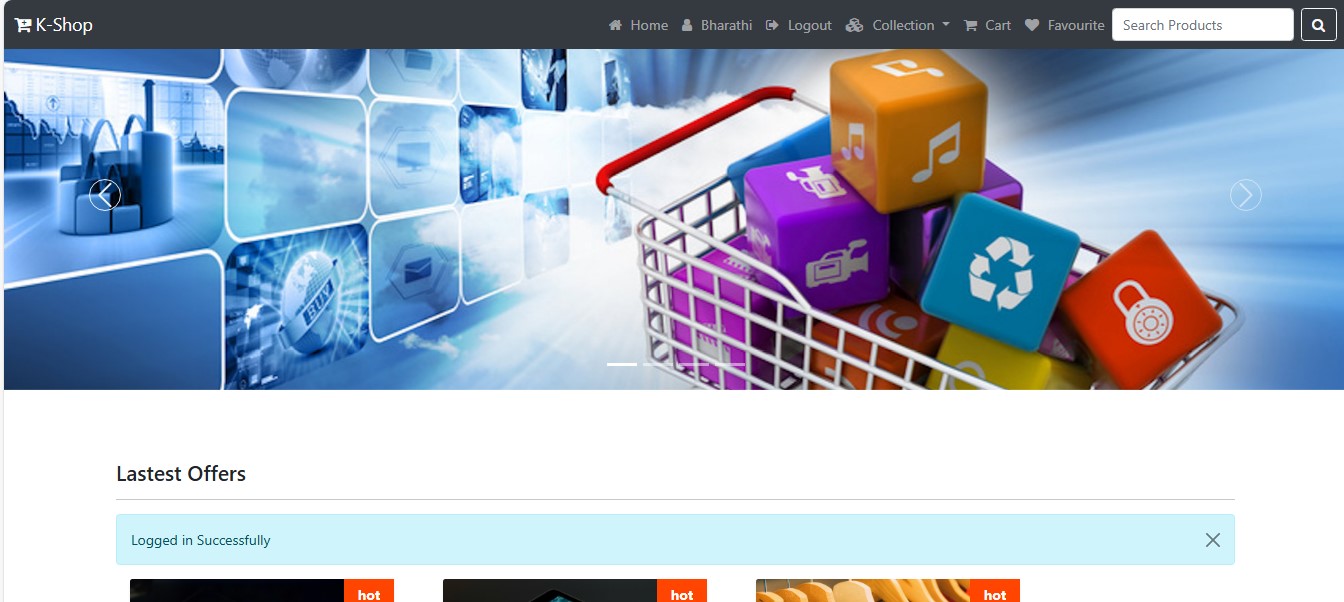 K-Shop
Home Bharathi Logout Collection Cart Favourite Search Products
BUY
Lastest Offers
Logged in Successfully
hot hot hot